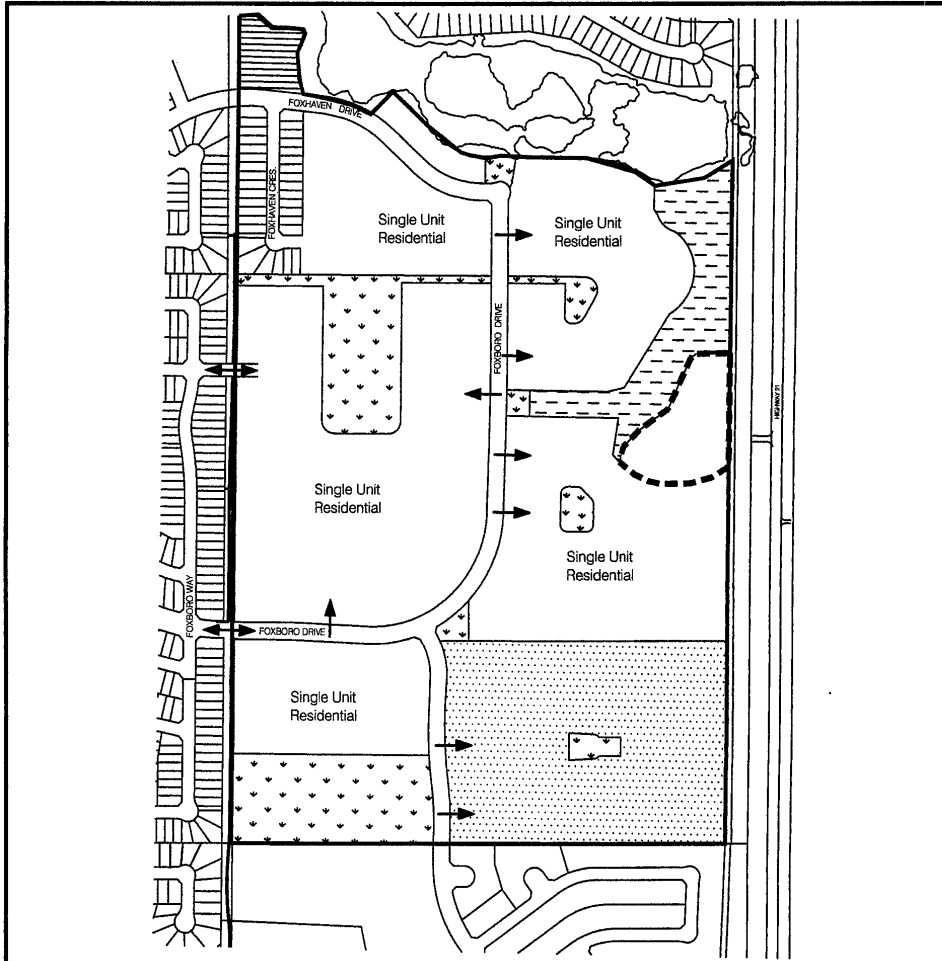 FOXHAVEN DRIVE
FOXHAVEN CRES.
Single Unit
Residential
Single Unit
Residential
FOXBORO DRIVE
HIGHWAY 21
Single Unit
Residential
Single Unit
Residential
FOXBORO WAY
FOXBORO DRIVE
Single Unit
Residential